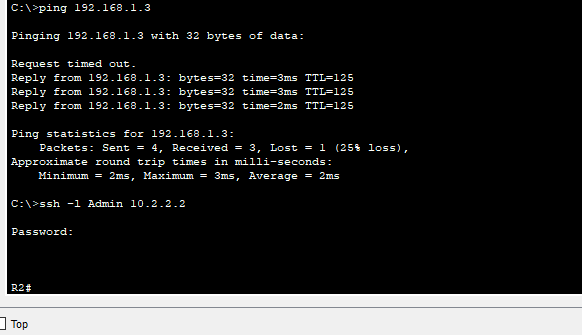 C:\>ping 192.168.1.3
Pinging 192.168.1.3 with 32 bytes of data:
Request timed out.
Reply from 192.168.1.3: bytes=32 time=3ms TTL=125
Reply from 192.168.1.3: bytes=32 time=3ms TTL=125
Reply from 192.168.1.3: bytes=32 time=2ms TTL=125
Ping statistics for 192.168.1.3:
Packets: Sent = 4, Received = 3, Lost = 1 (25% loss),
Approximate round trip times in milli-seconds:
Minimum = 2ms, Maximum = 3ms, Average = 2ms
C:\>ssh -l Admin 10.2.2.2
Password:
R2#
Top